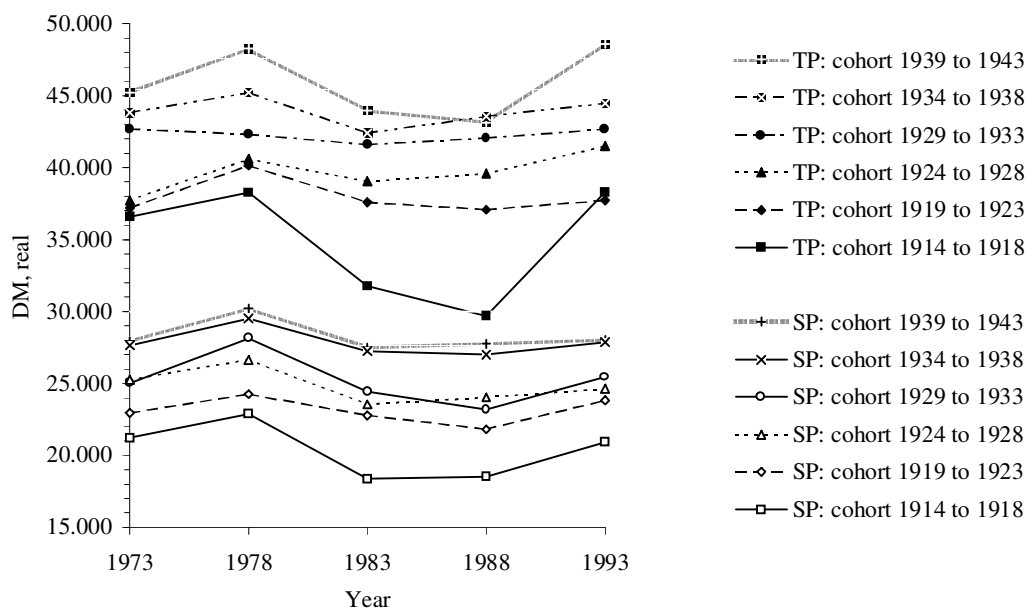 50.000
45.000
40.000
35.000
30.000
25.000
20.000
15.000
DM, real
1973 1978 1983 1988 1993
Year
TP: cohort 1939 to 1943
TP: cohort 1934 to 1938
TP: cohort 1929 to 1933
TP: cohort 1924 to 1928
TP: cohort 1919 to 1923
TP: cohort 1914 to 1918
SP: cohort 1939 to 1943
SP: cohort 1934 to 1938
SP: cohort 1929 to 1933
SP: cohort 1924 to 1928
SP: cohort 1919 to 1923
SP: cohort 1914 to 1918